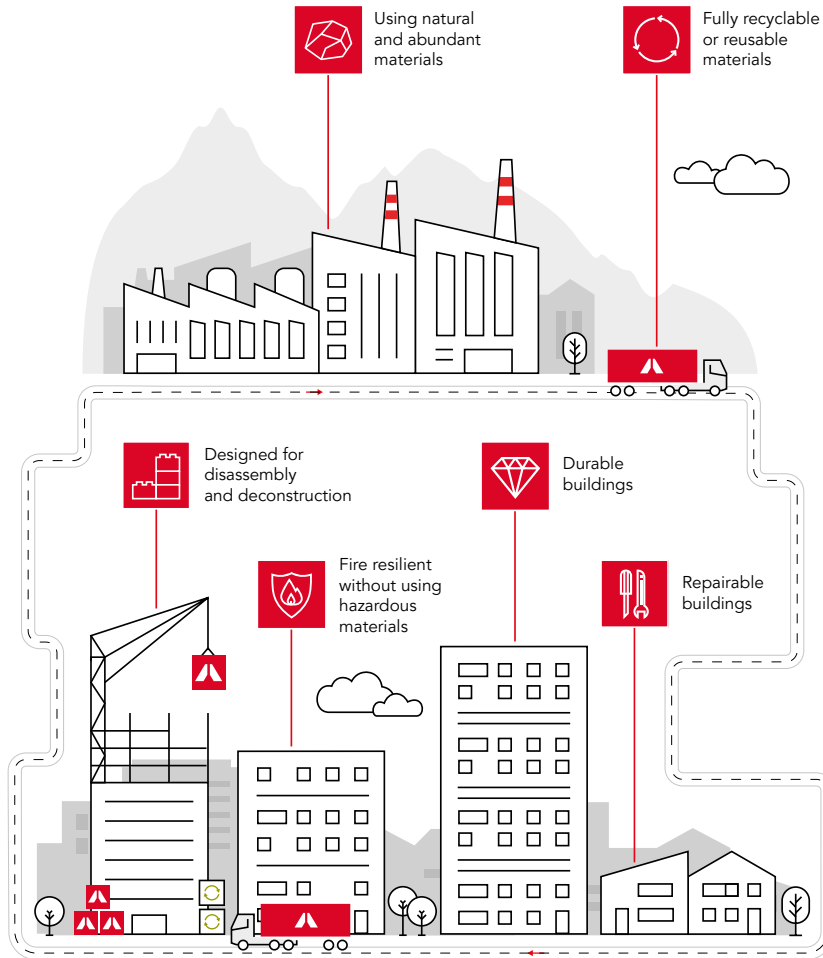 Using natural
and abundant
materials
Fully recyclable
or reusable
materials
Designed for
disassembly
and deconstruction
Durable
buildings
Fire resilient
without using
hazardous
materials
Repairable
buildings